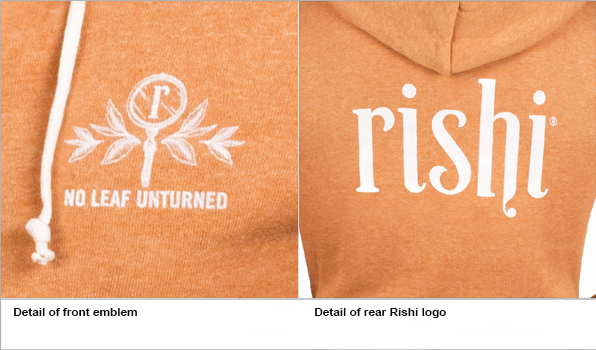 r
NO LEAF UNTURNED
rishi®
Detail of front emblem
Detail of rear Rishi logo